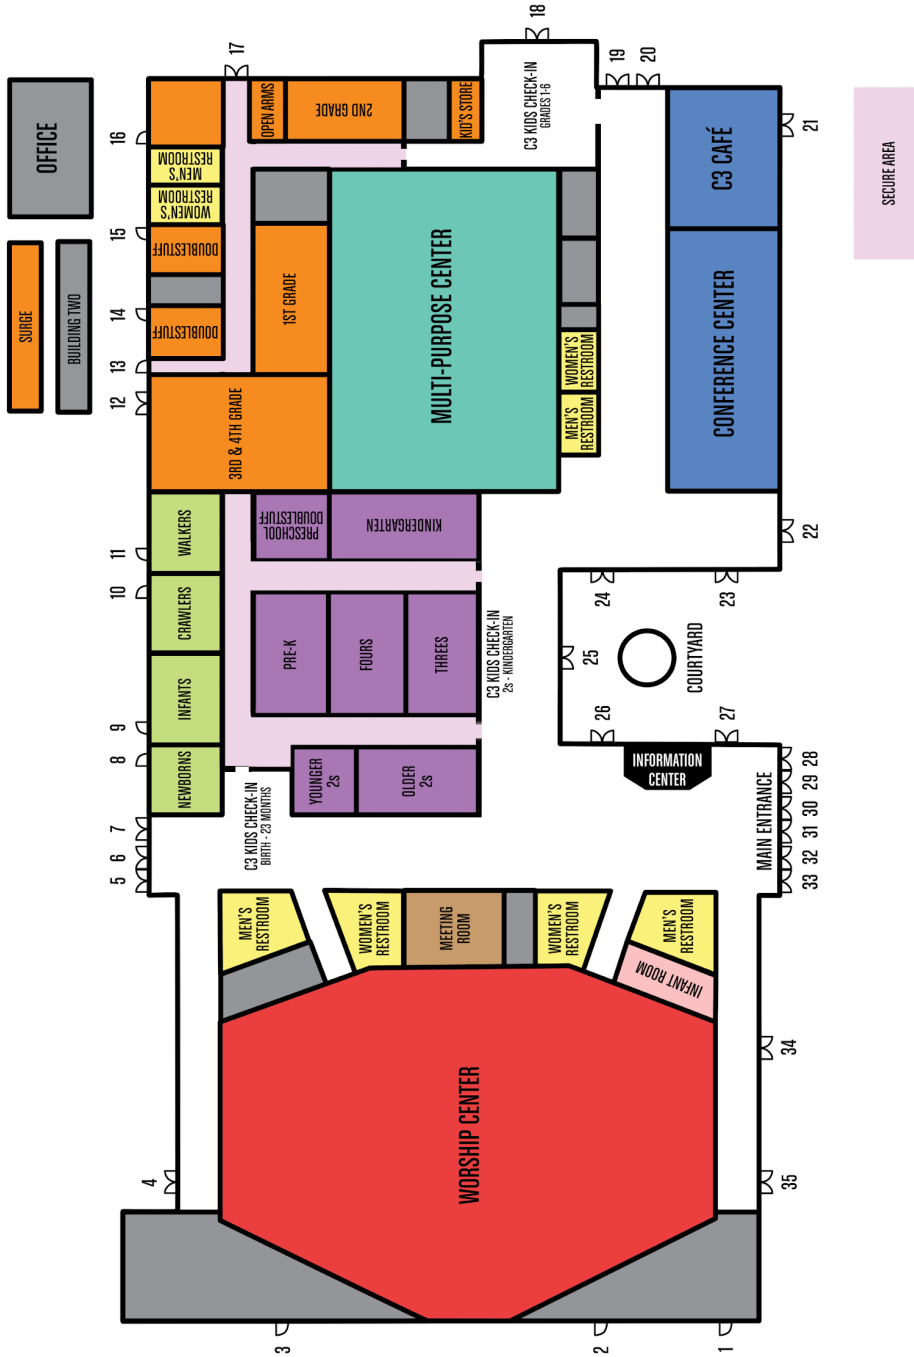 18
17
19
20
OFFICE
16
OPEN ARMS
2ND GRADE
KID'S STORE
C3 KIDS CHECK-IN
GRADES 1-6
C3 CAFÉ
21
SECURE AREA
MEN'S
RESTROOM
WOMEN'S
RESTROOM
15
DOUBLESTUFF
SURGE
BUILDING TWO
14
DOUBLESTUFF
1ST GRADE
MULTI-PURPOSE CENTER
WOMEN'S
RESTROOM
MEN'S
RESTROOM
CONFERENCE CENTER
13
12
3RD & 4TH GRADE
11
WALKERS
PRESCHOOL
DOUBLESTUFF
KINDERGARTEN
22
10
CRAWLERS
24
23
PRE-K
FOURS
THREES
C3 KIDS CHECK-IN
2s - KINDERGARTEN
25
COURTYARD
9
INFANTS
26
27
8
NEWBORNS
YOUNGER
2s
OLDER
2s
INFORMATION
CENTER
28
29
30
31
32
33
MAIN ENTRANCE
C3 KIDS CHECK-IN
BIRTH - 23 MONTHS
7
6
5
MEN'S
RESTROOM
WOMEN'S
RESTROOM
MEETING
ROOM
WOMEN'S
RESTROOM
MEN'S
RESTROOM
INFANT ROOM
34
WORSHIP CENTER
4
35
3
2
1